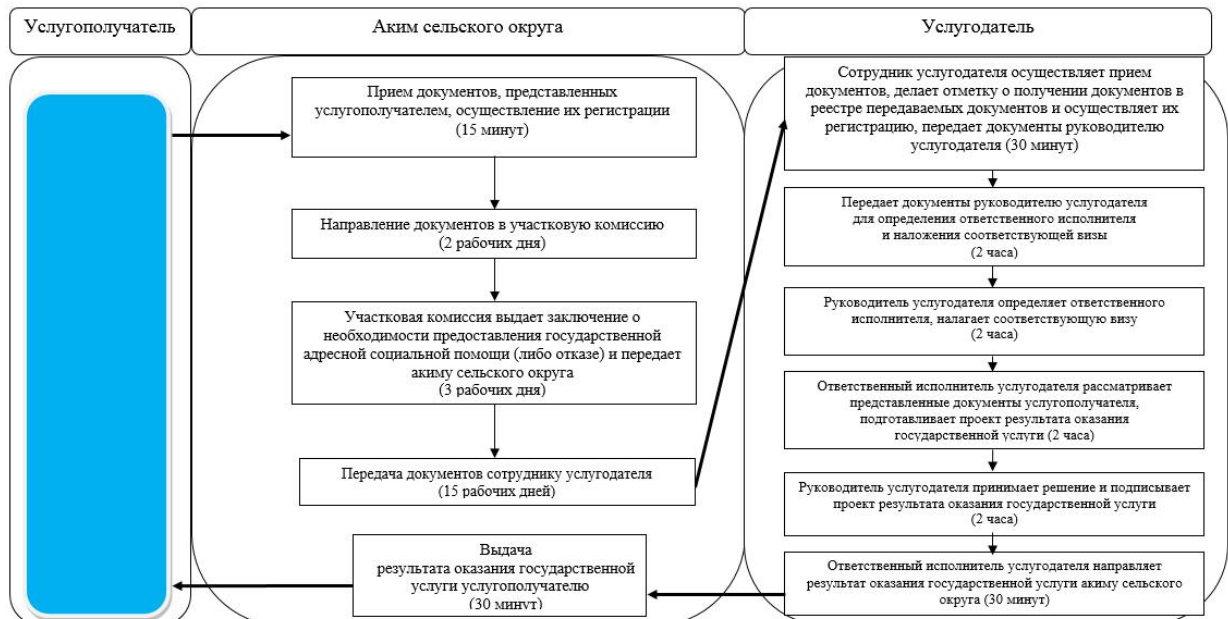 Услугополучатель
Аким сельского округа
Услугодатель
Прием документов, представленных
услугополучателем, осуществление их регистрации
(15 минут)
Направление документов в участковую комиссию
(2 рабочих дня)
Участковая комиссия выдает заключение о
необходимости предоставления государственной
адресной социальной помощи (либо отказе) и передает
акиму сельского округа
(3 рабочих дня)
Передача документов сотруднику услугодателя
(15 рабочих дней)
Выдача
результата оказания государственной
услуги услугополучателю
(30 минут)
Сотрудник услугодателя осуществляет прием
документов, делает отметку о получении документов в
реестре передаваемых документов и осуществляет их
регистрацию, передает документы руководителю
услугодателя (30 минут)
Передает документы руководителю услугодателя
для определения ответственного исполнителя
и наложения соответствующей визы
(2 часа)
Руководитель услугодателя определяет ответственного
исполнителя, налагает соответствующую визу
(2 часа)
Ответственный исполнитель услугодателя рассматривает
представленные документы услугополучателя,
подготавливает проект результата оказания
государственной услуги (2 часа)
Руководитель услугодателя принимает решение и подписывает
проект результата оказания государственной услуги
(2 часа)
Ответственный исполнитель услугодателя направляет
результат оказания государственной услуги акиму сельского
округа (30 минут)